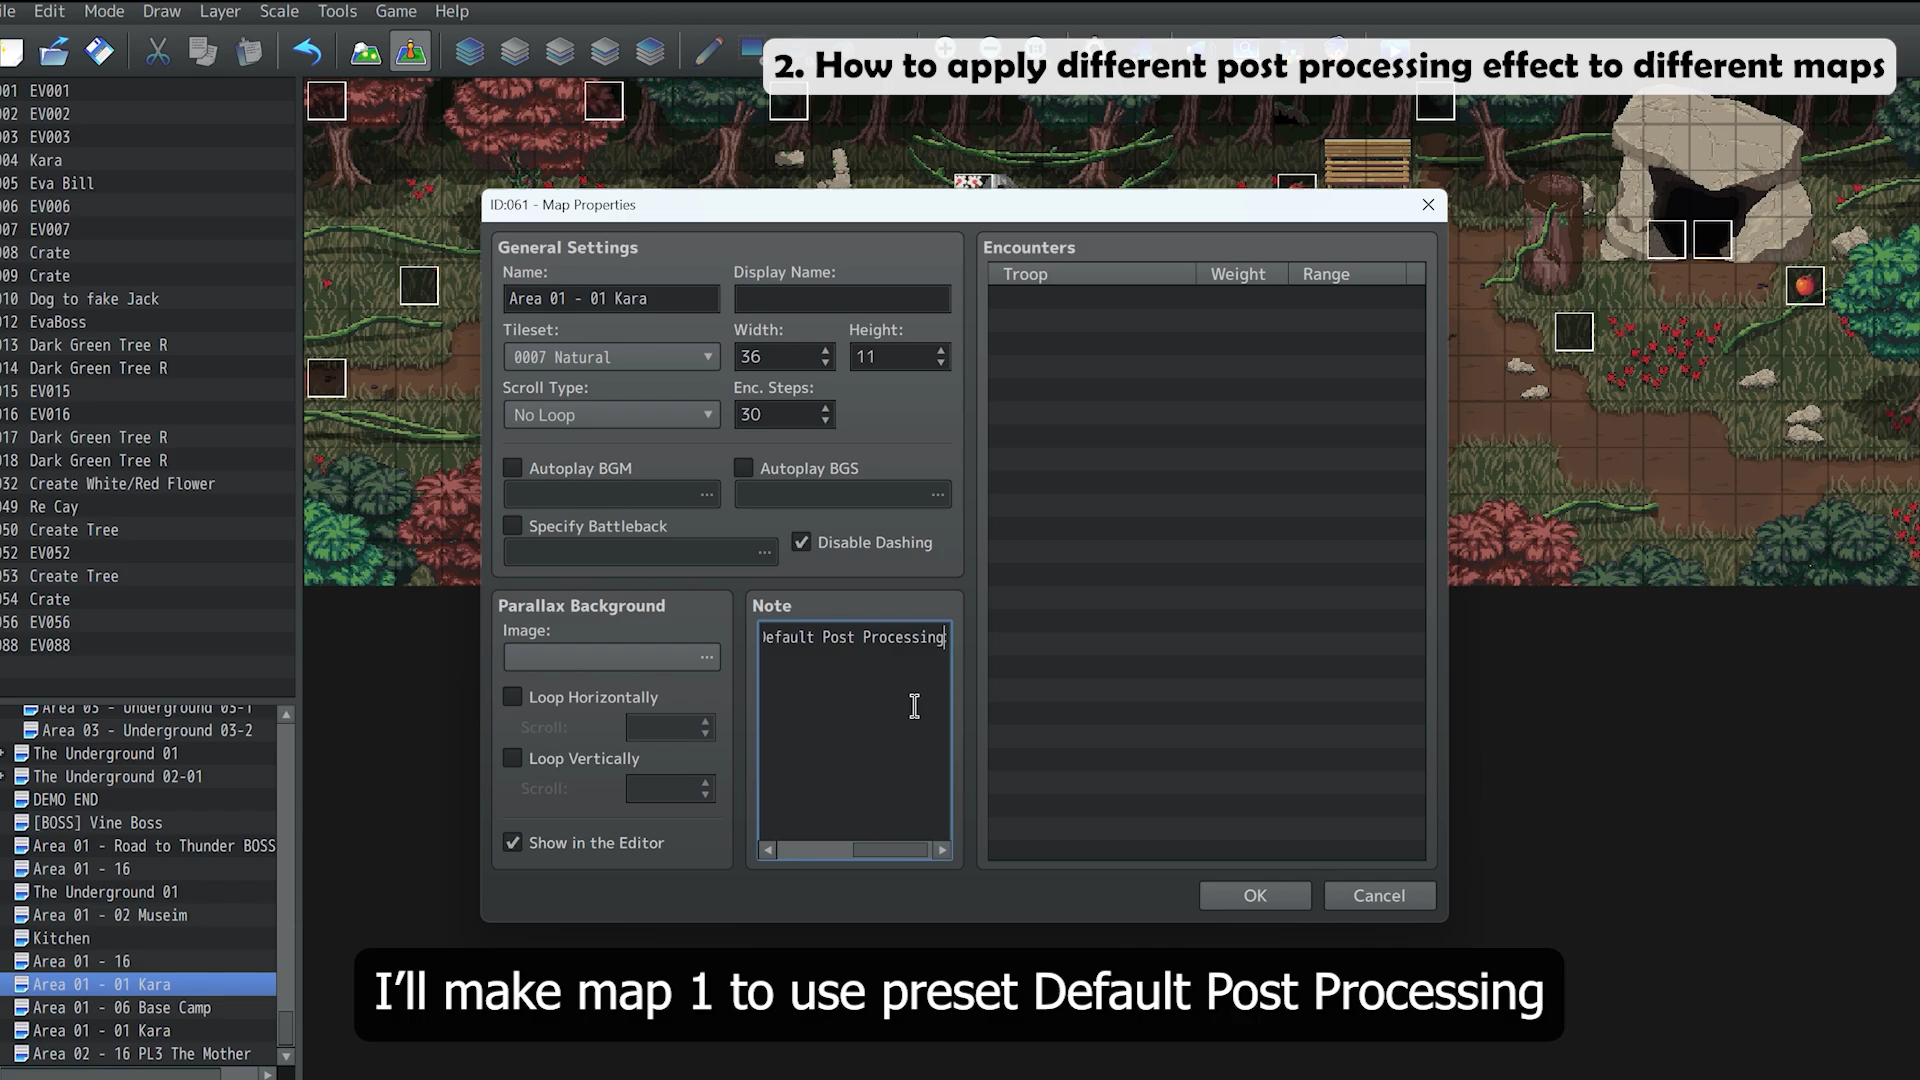 ile Edit Mode Draw Layer Scale Tools Game Help
2. How to apply different post processing effect to different maps
01 EV001
02 EV002
03 EV003
04 Kara
05 Eva Bill
06 EV006
07 EV007
08 Crate
09 Crate
10 Dog to fake Jack
12 EvaBoss
13 Dark Green Tree R
14 Dark Green Tree R
15 EV015
16 EV016
17 Dark Green Tree R
18 Dark Green Tree R
32 Create White/Red Flower
49 Re Cay
50 Create Tree
52 EV052
53 Create Tree
54 Crate
56 EV056
88 EV088
Area 03 - Underground 03-1
Area 03 - Underground 03-2
The Underground 01
The Underground 02-01
DEMO END
[BOSS] Vine Boss
Area 01 - Road to Thunder BOSS
Area 01 - 16
The Underground 01
Area 01 - 02 Museim
Kitchen
Area 01 - 16
Area 01 - 01 Kara
Area 01 - 06 Base Camp
Area 01 - 01 Kara
Area 02 - 16 PL3 The Mother
ID:061 - Map Properties
General Settings
Name: Display Name:
Area 01 - 01 Kara
Tileset: Width: Height:
0007 Natural 36 11
Scroll Type: Enc. Steps:
No Loop 30
Autoplay BGM Autoplay BGS
... ...
Specify Battleback
... Disable Dashing
Parallax Background
Image:
...
Loop Horizontally
Scroll:
Loop Vertically
Scroll:
Show in the Editor
Note
Default Post Processing
Encounters
Troop Weight Range
OK Cancel
I'll make map 1 to use preset Default Post Processing